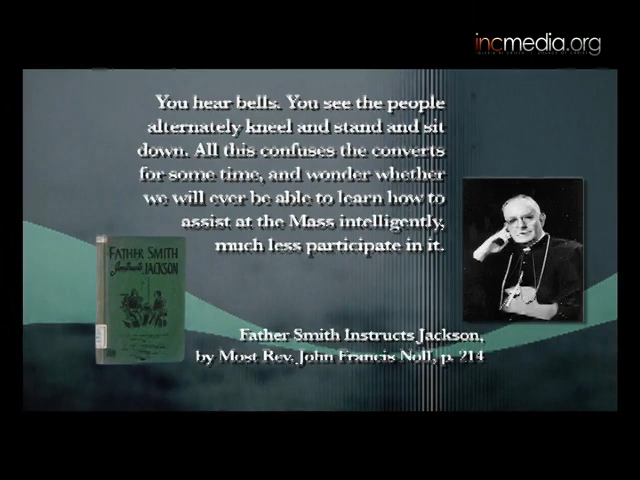 incmedia.org
You hear bells. You see the people
alternately kneel and stand and sit
down. All this confuses the converts
for some time, and wonder whether
we will ever be able to learn how to
assist at the Mass intelligently,
much less participate in it.
FATHER SMITH
Instructs JACKSON
Father Smith Instructs Jackson,
by Most Rev. John Francis Noll, p. 214